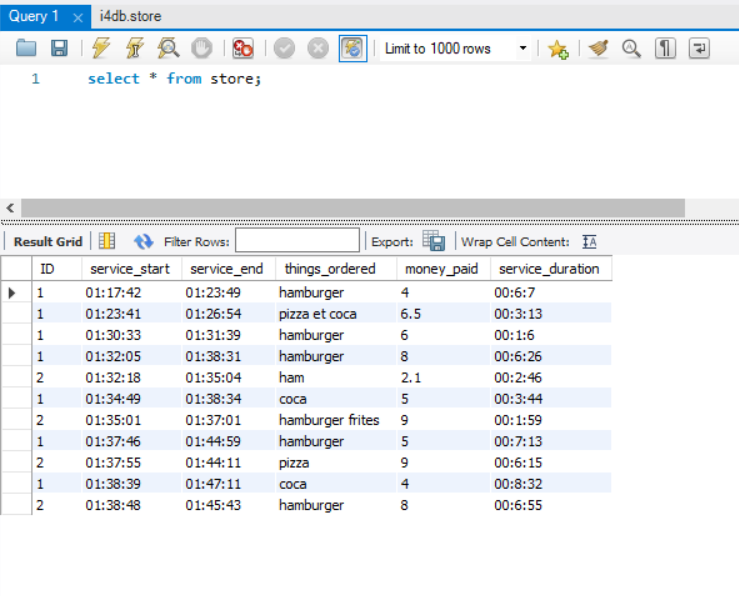 Query 1 × i4db.store
Limit to 1000 rows
1 select * from store;
Result Grid Filter Rows: Export: Wrap Cell Content:
ID service_start service_end things_ordered money_paid service_duration
1 01:17:42 01:23:49 hamburger 4 00:6:7
1 01:23:41 01:26:54 pizza et coca 6.5 00:3:13
1 01:30:33 01:31:39 hamburger 6 00:1:6
1 01:32:05 01:38:31 hamburger 8 00:6:26
2 01:32:18 01:35:04 ham 2.1 00:2:46
1 01:34:49 01:38:34 coca 5 00:3:44
2 01:35:01 01:37:01 hamburger frites 9 00:1:59
1 01:37:46 01:44:59 hamburger 5 00:7:13
2 01:37:55 01:44:11 pizza 9 00:6:15
1 01:38:39 01:47:11 coca 4 00:8:32
2 01:38:48 01:45:43 hamburger 8 00:6:55